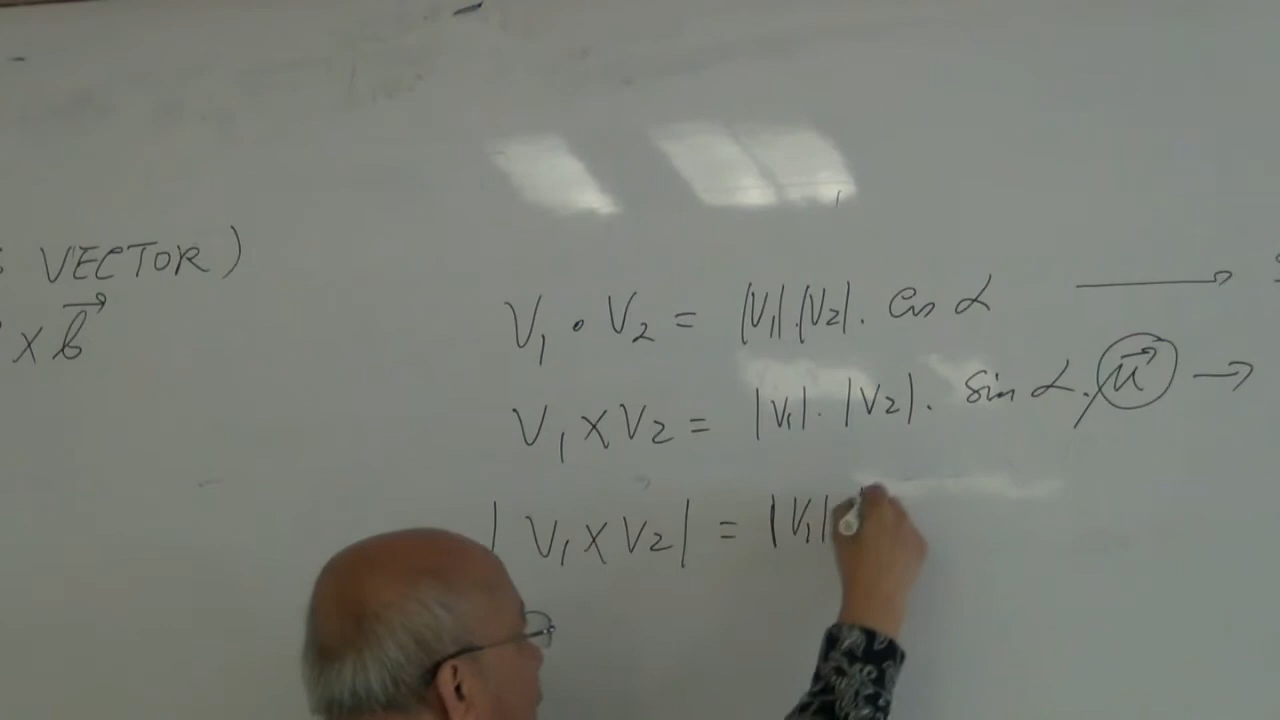 VECTOR)
x b⃗
V₁ • V₂ = |V₁|.|V₂|. cos α →
V₁ x V₂ = |V₁|. |V₂|. sin α. u⃗ →
| V₁ x V₂ | = |V₁|